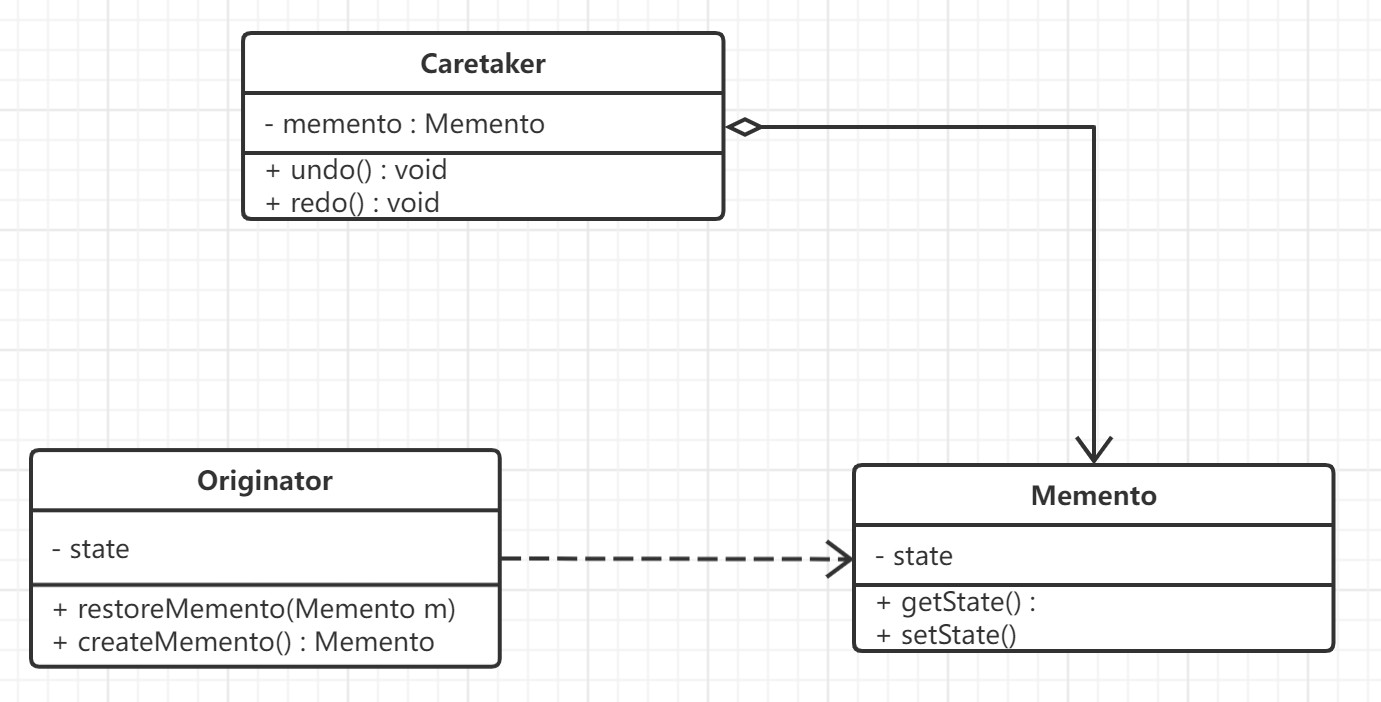 Caretaker
- memento : Memento
+ undo() : void
+ redo() : void
Originator
- state
+ restoreMemento(Memento m)
+ createMemento() : Memento
Memento
- state
+ getState() :
+ setState()